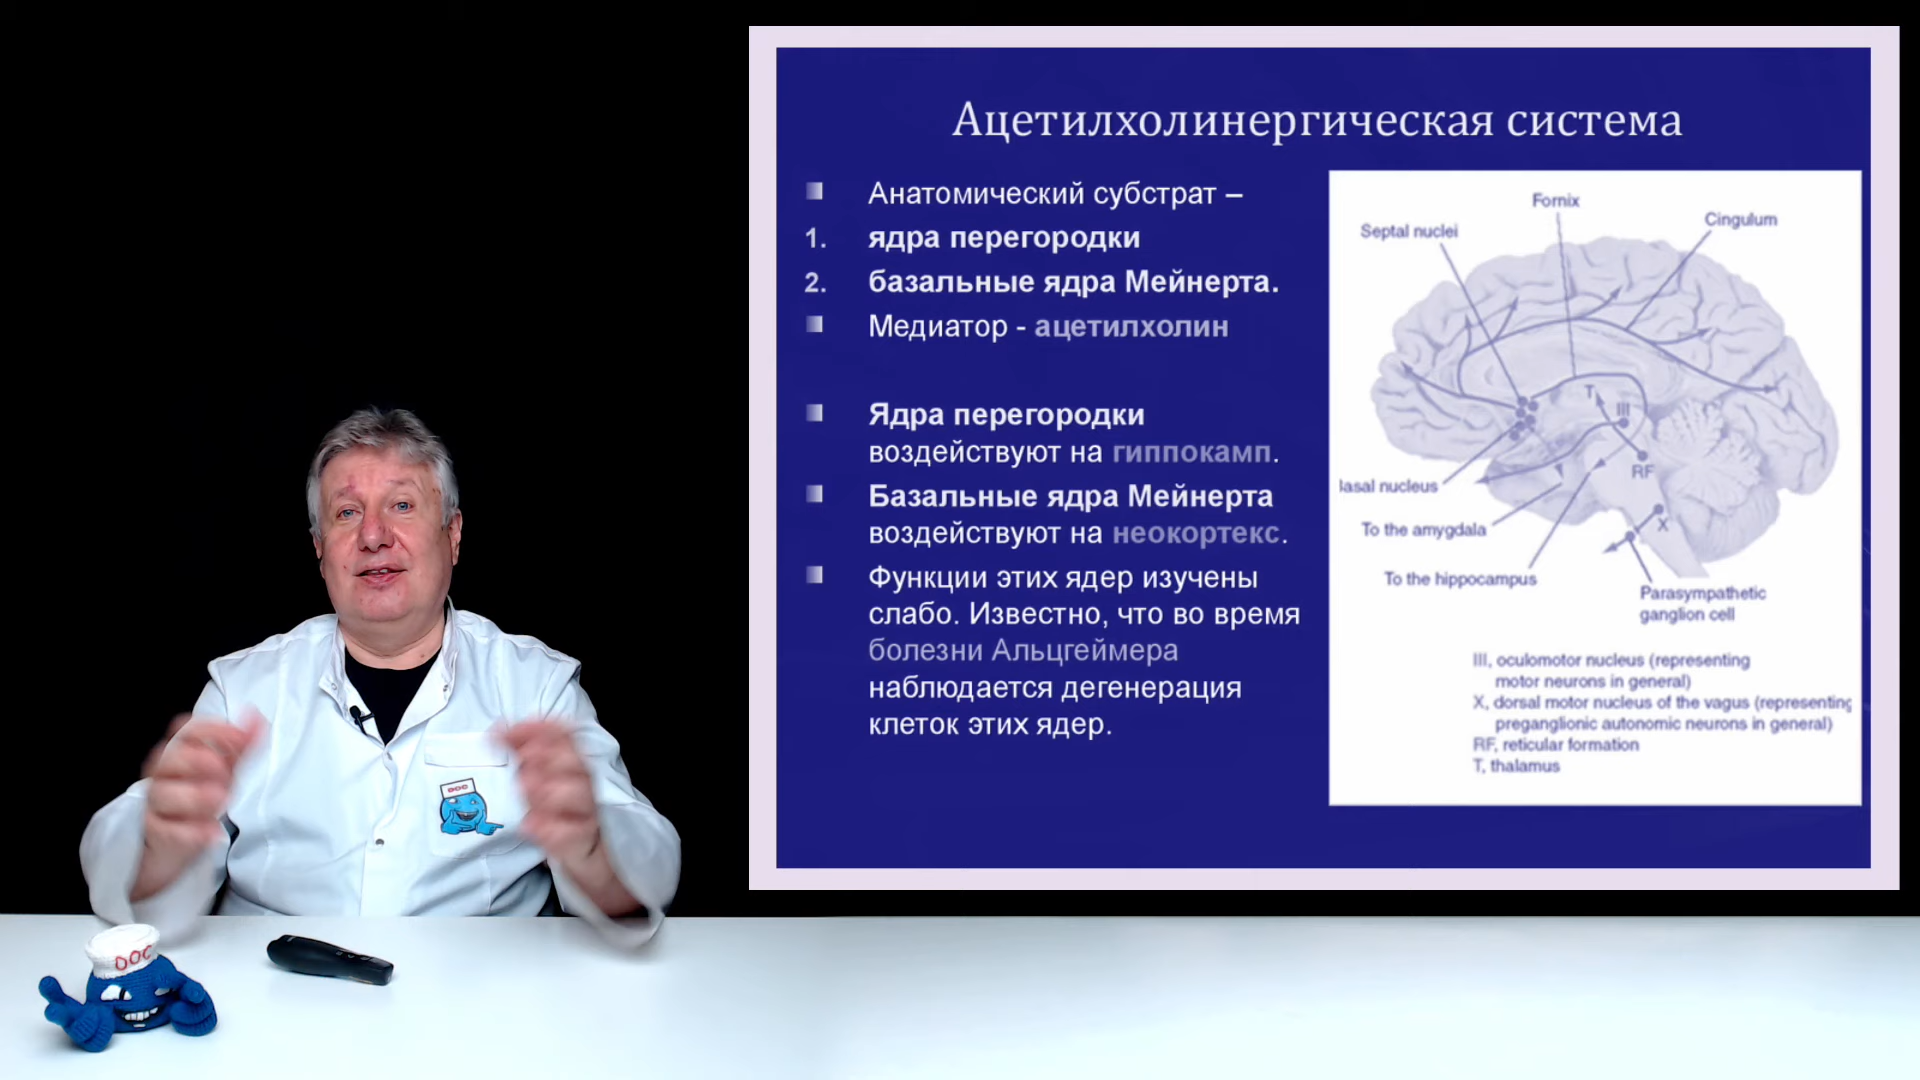 Ацетилхолинергическая система
Анатомический субстрат –
1. ядра перегородки
2. базальные ядра Мейнерта.
Медиатор - ацетилхолин
Ядра перегородки
воздействуют на гиппокамп.
Базальные ядра Мейнерта
воздействуют на неокортекс.
Функции этих ядер изучены
слабо. Известно, что во время
болезни Альцгеймера
наблюдается дегенерация
клеток этих ядер.
Fornix
Cingulum
Septal nuclei
T
III
RF
asal nucleus
To the amygdala
X
To the hippocampus
Parasympathetic
ganglion cell
III, oculomotor nucleus (representing
motor neurons in general)
X, dorsal motor nucleus of the vagus (representing
preganglionic autonomic neurons in general)
RF, reticular formation
T, thalamus
DOC
DOC